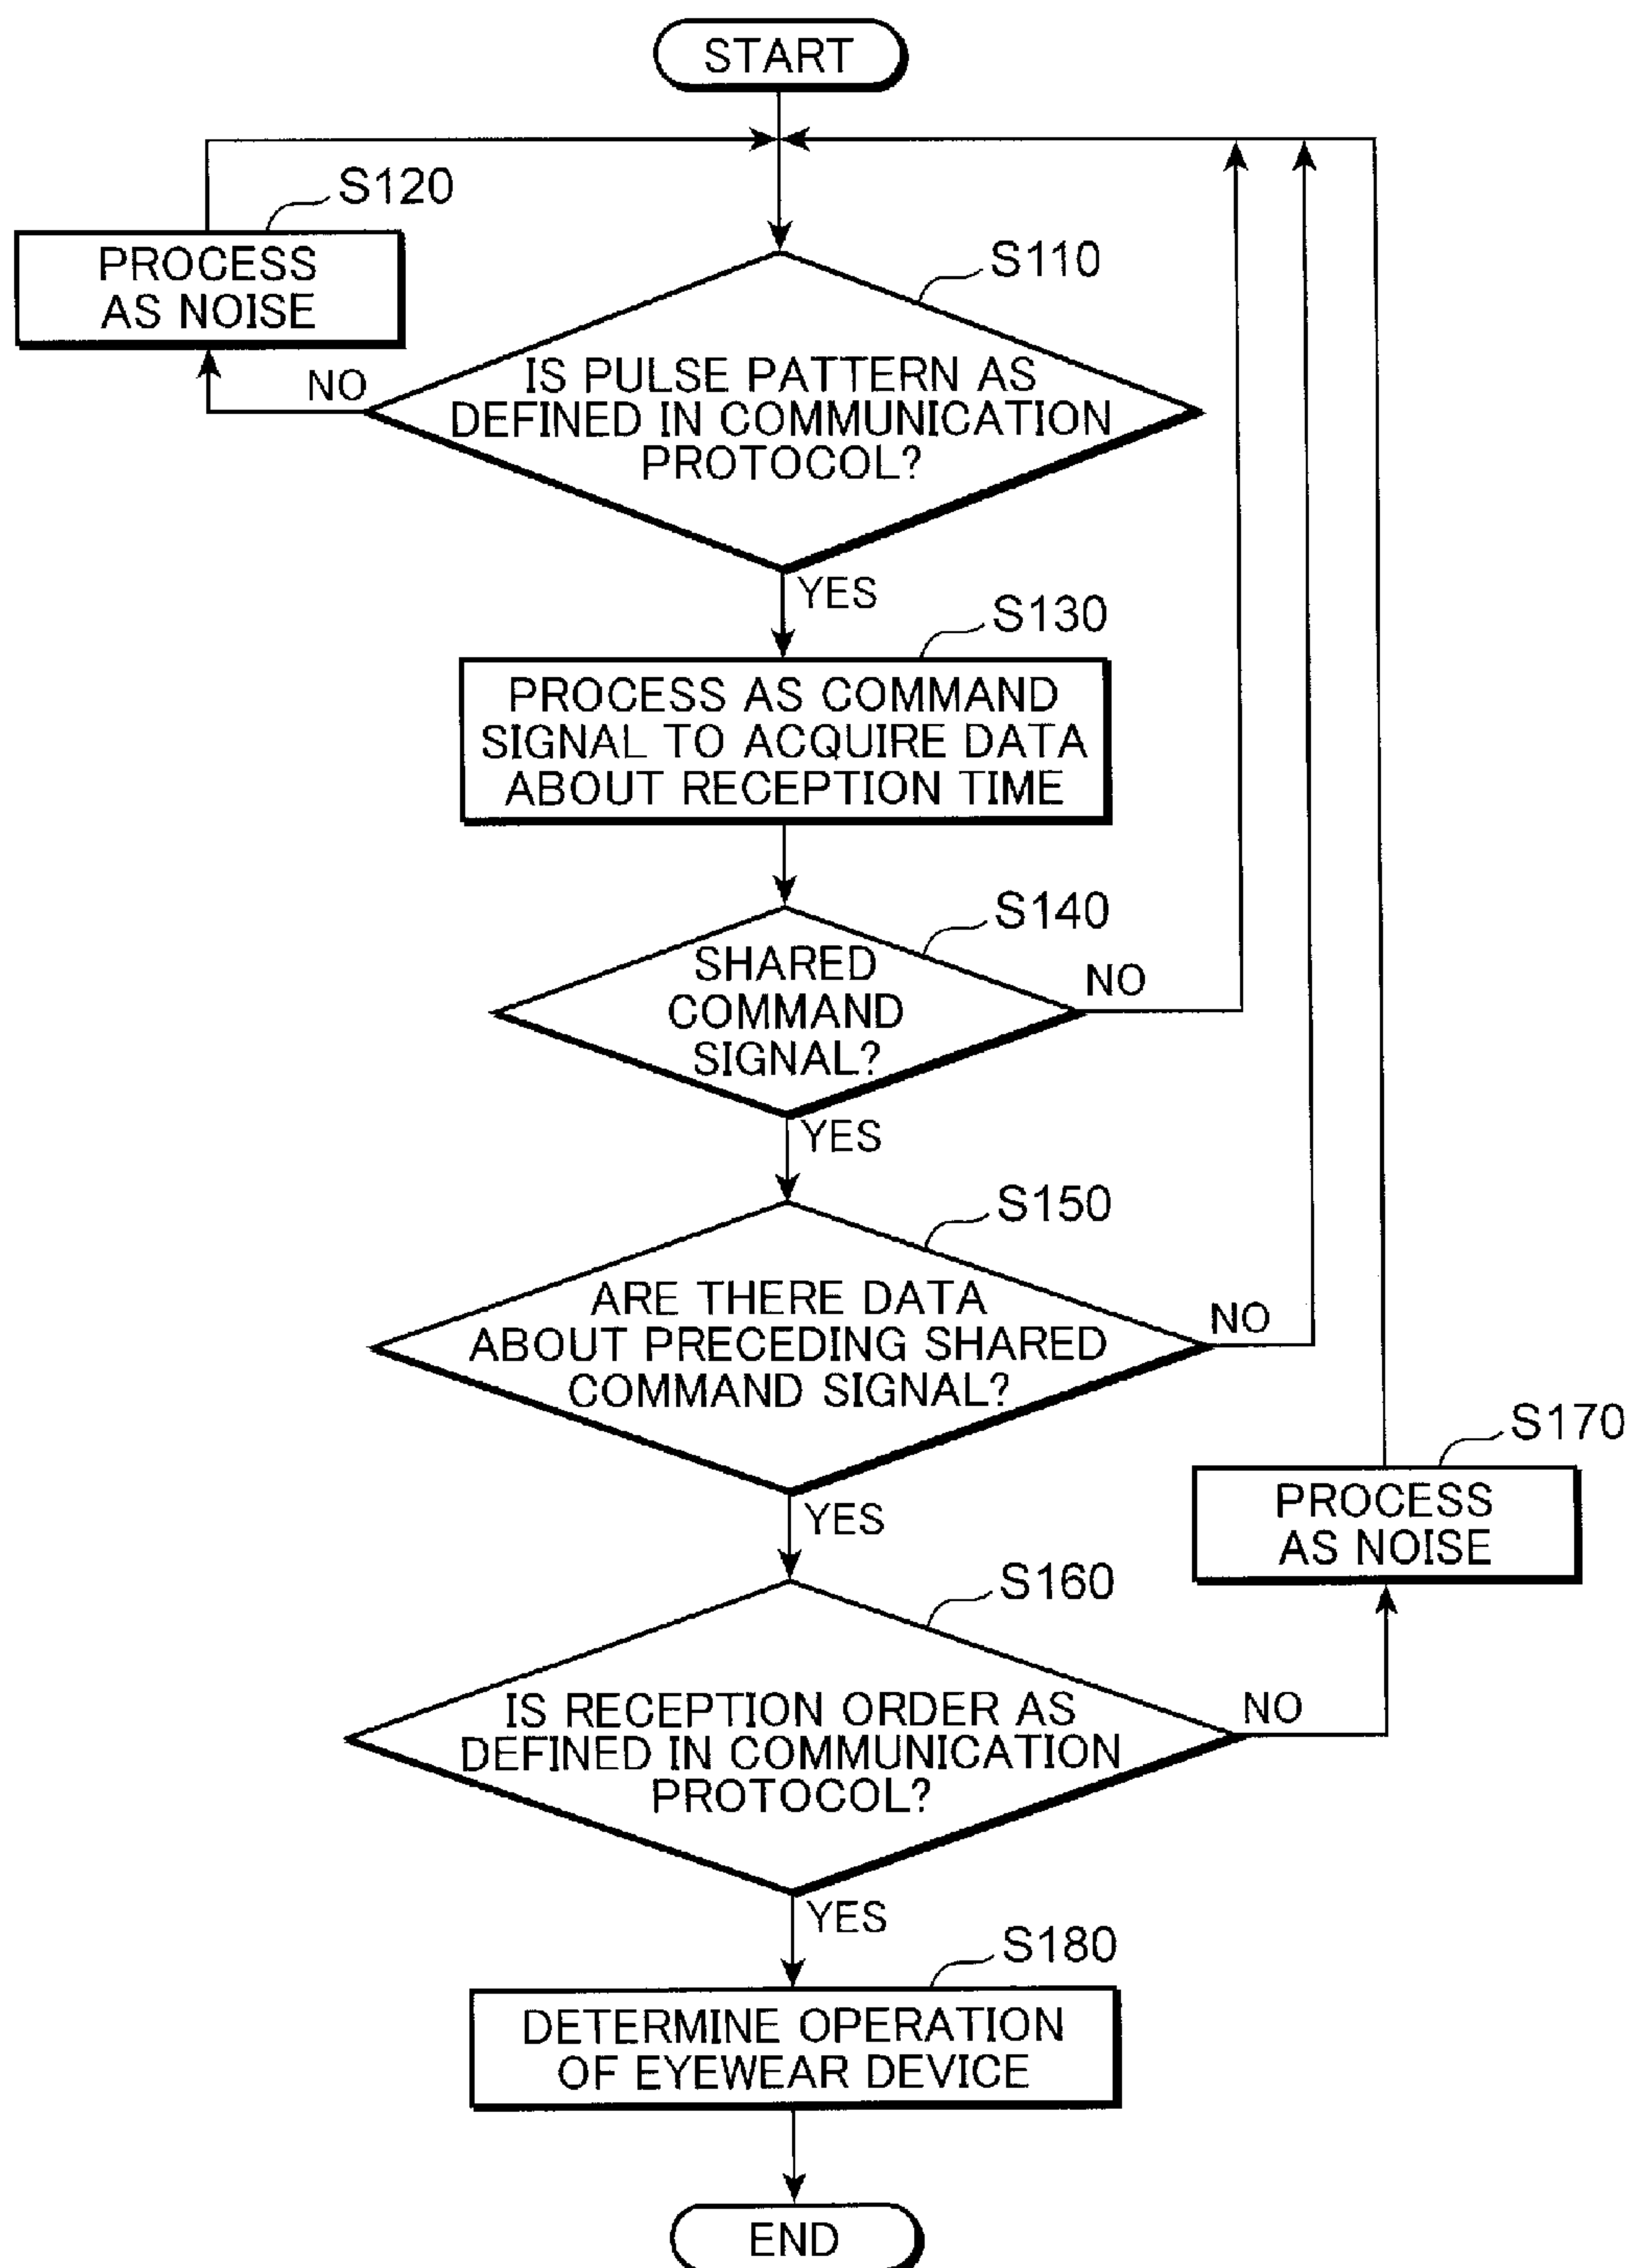 START
S120
PROCESS
AS NOISE
S110
NO
IS PULSE PATTERN AS
DEFINED IN COMMUNICATION
PROTOCOL?
YES
S130
PROCESS AS COMMAND
SIGNAL TO ACQUIRE DATA
ABOUT RECEPTION TIME
S140
SHARED
COMMAND
SIGNAL?
NO
YES
S150
ARE THERE DATA
ABOUT PRECEDING SHARED
COMMAND SIGNAL?
NO
YES
S170
PROCESS
AS NOISE
S160
IS RECEPTION ORDER AS
DEFINED IN COMMUNICATION
PROTOCOL?
NO
YES
S180
DETERMINE OPERATION
OF EYEWEAR DEVICE
END